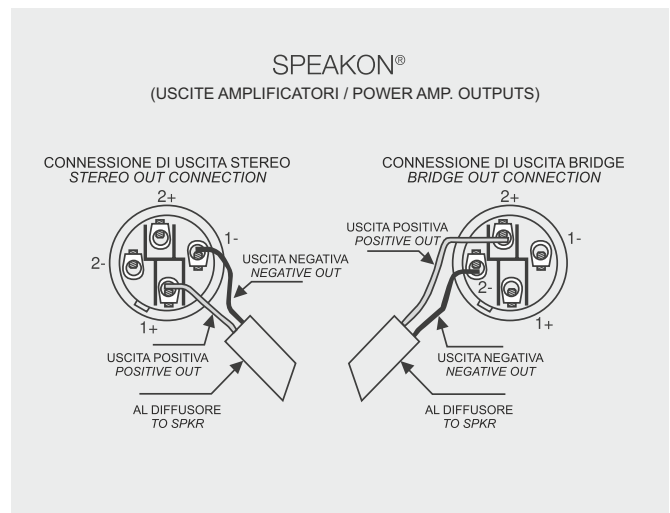 SPEAKON®
(USCITE AMPLIFICATORI / POWER AMP. OUTPUTS)
CONNESSIONE DI USCITA STEREO
STEREO OUT CONNECTION
2+
1-
2-
1+
USCITA NEGATIVA
NEGATIVE OUT
USCITA POSITIVA
POSITIVE OUT
AL DIFFUSORE
TO SPKR
CONNESSIONE DI USCITA BRIDGE
BRIDGE OUT CONNECTION
2+
USCITA POSITIVA
POSITIVE OUT
1-
2-
1+
USCITA NEGATIVA
NEGATIVE OUT
AL DIFFUSORE
TO SPKR